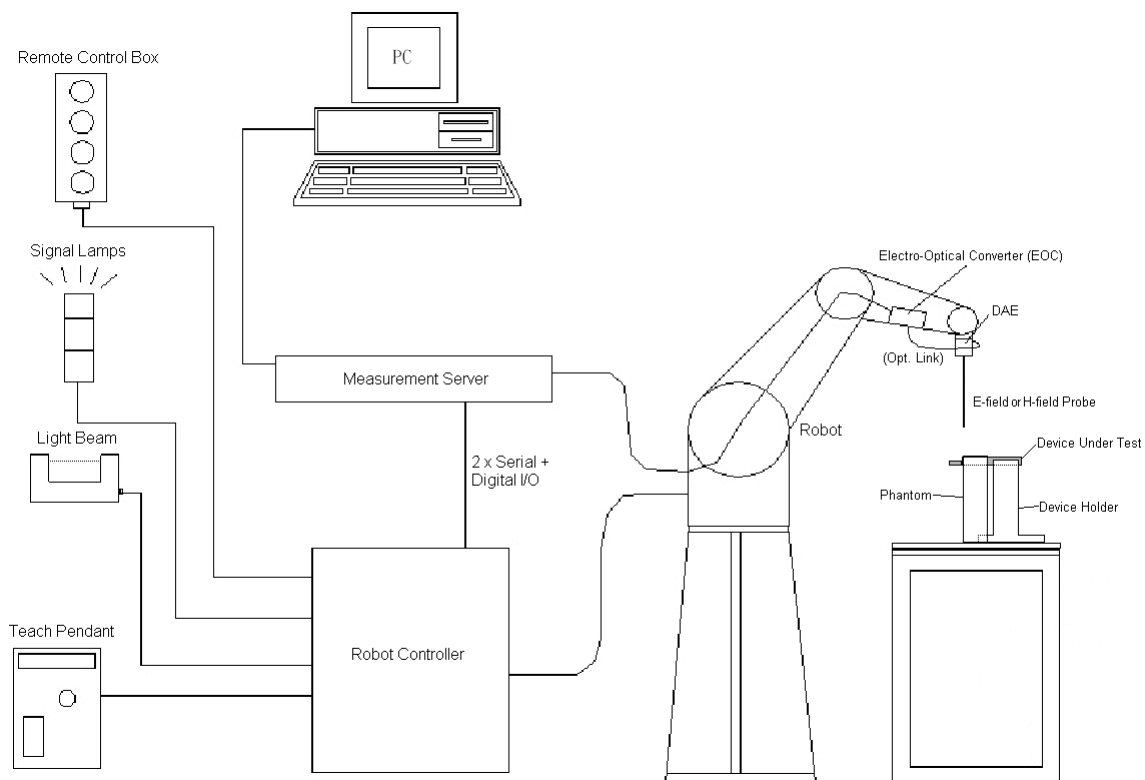 Remote Control Box
PC
Signal Lamps
Electro-Optical Converter (EOC)
DAE
(Opt. Link)
Measurement Server
E-field or H-field Probe
Robot
Light Beam
2 x Serial +
Digital I/O
Device Under Test
Phantom
Device Holder
Teach Pendant
Robot Controller